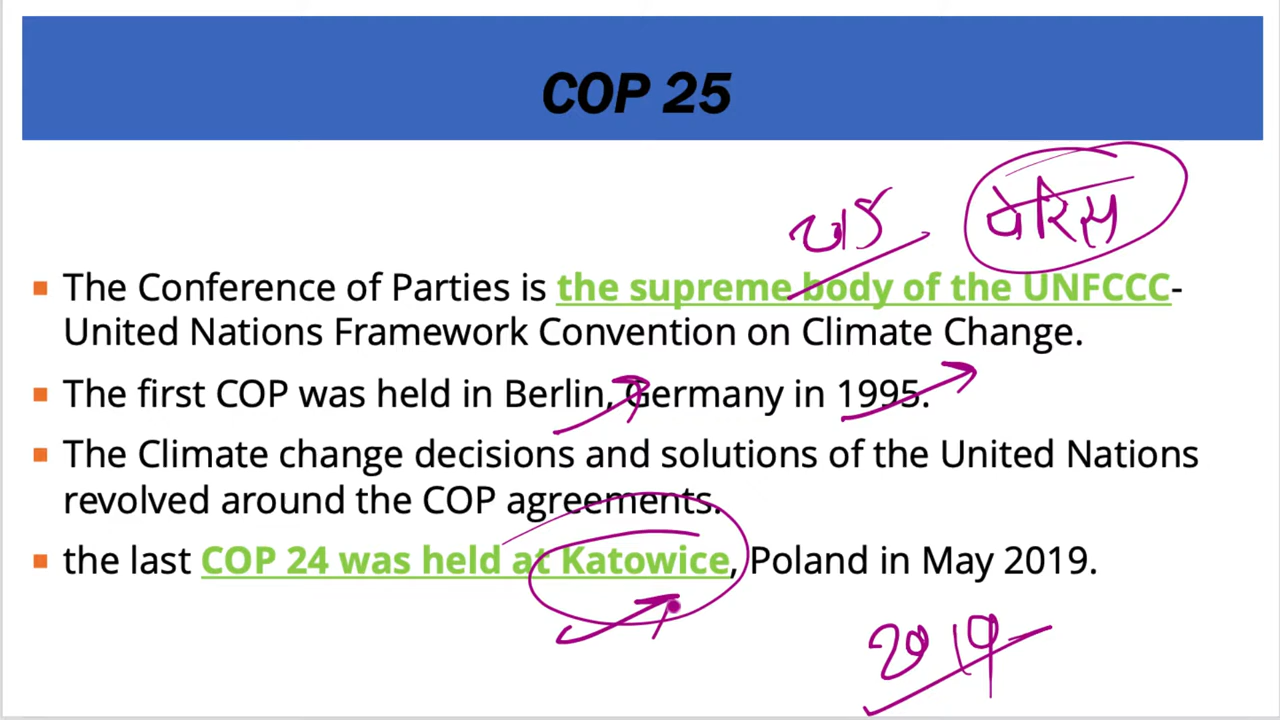 COP 25
2015
पेरिस
▪ The Conference of Parties is the supreme body of the UNFCCC-
United Nations Framework Convention on Climate Change.
▪ The first COP was held in Berlin, Germany in 1995.
▪ The Climate change decisions and solutions of the United Nations
revolved around the COP agreements.
▪ the last COP 24 was held at Katowice, Poland in May 2019.
2019